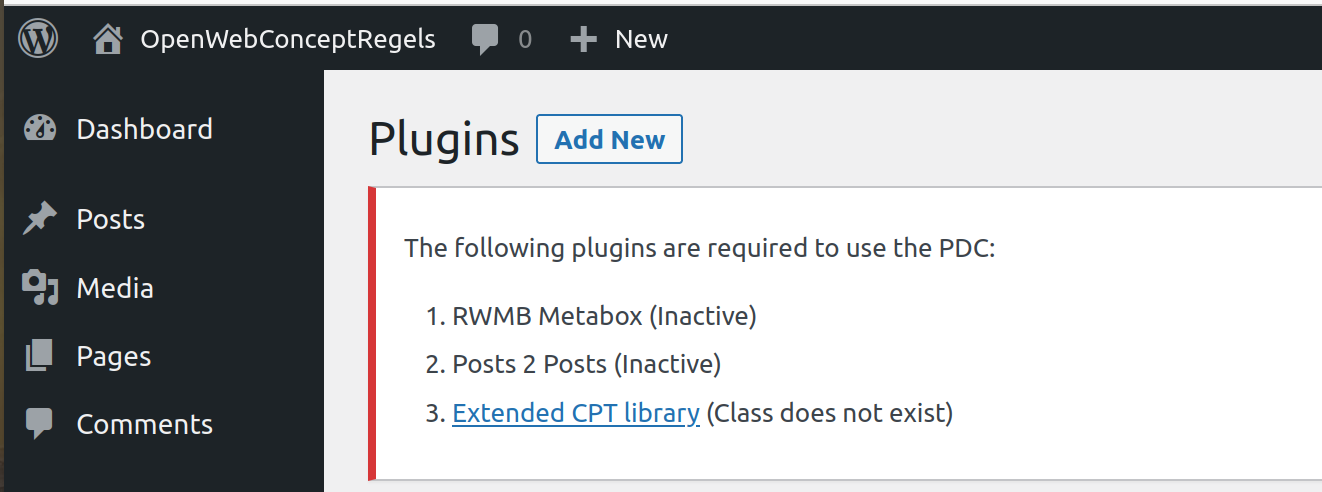 OpenWebConceptRegels 0 New
Dashboard
Posts
Media
Pages
Comments
Plugins Add New
The following plugins are required to use the PDC:
1. RWMB Metabox (Inactive)
2. Posts 2 Posts (Inactive)
3. Extended CPT library (Class does not exist)